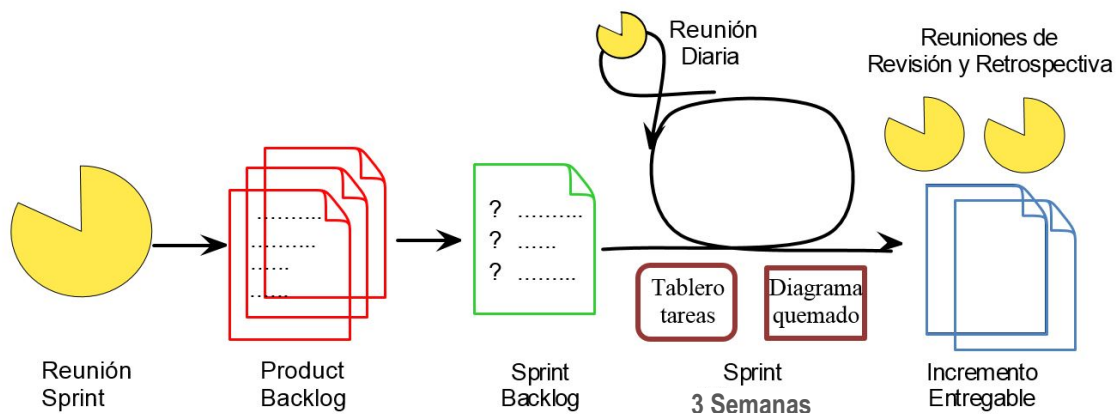 Reunión
Diaria
Reuniones de
Revisión y Retrospectiva
..........
..........
......
......
? ..........
? ......
? .........
Tablero
tareas
Diagrama
quemado
Reunión
Sprint
Product
Backlog
Sprint
Backlog
Sprint
3 Semanas
Incremento
Entregable